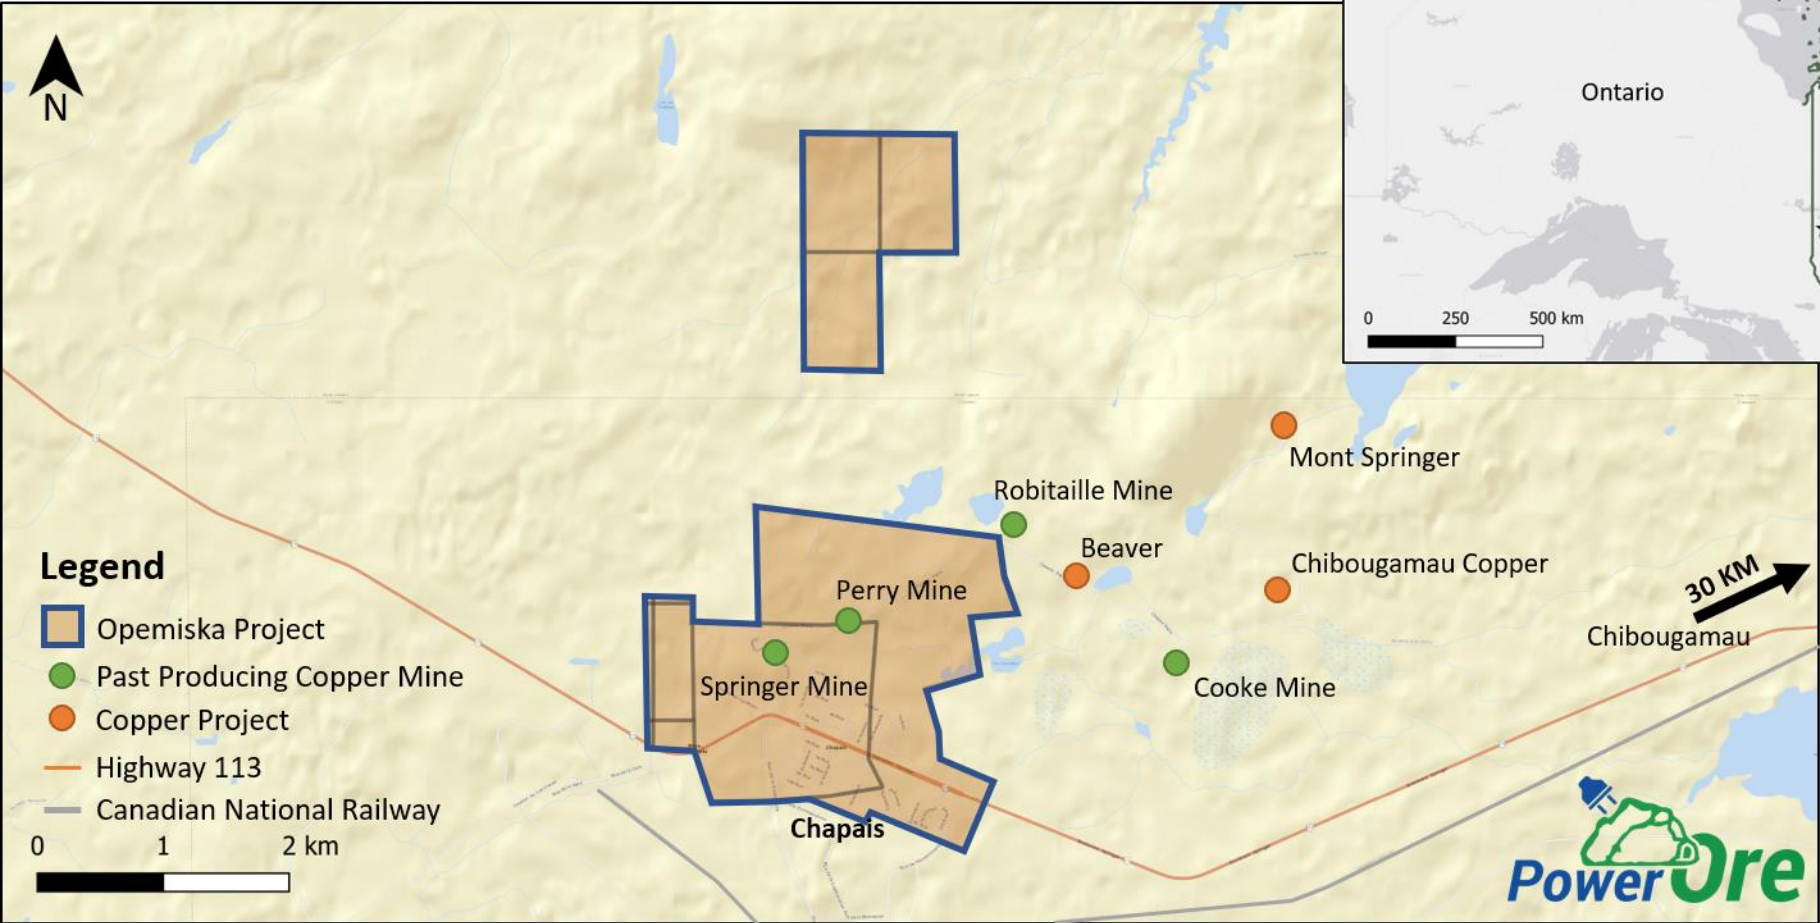 N
Ontario
0 250 500 km
Mont Springer
Robitaille Mine
Beaver
Chibougamau Copper
Perry Mine
30 KM
Chibougamau
Springer Mine
Cooke Mine
Chapais
Legend
Opemiska Project
Past Producing Copper Mine
Copper Project
Highway 113
Canadian National Railway
0 1 2 km
PowerOre